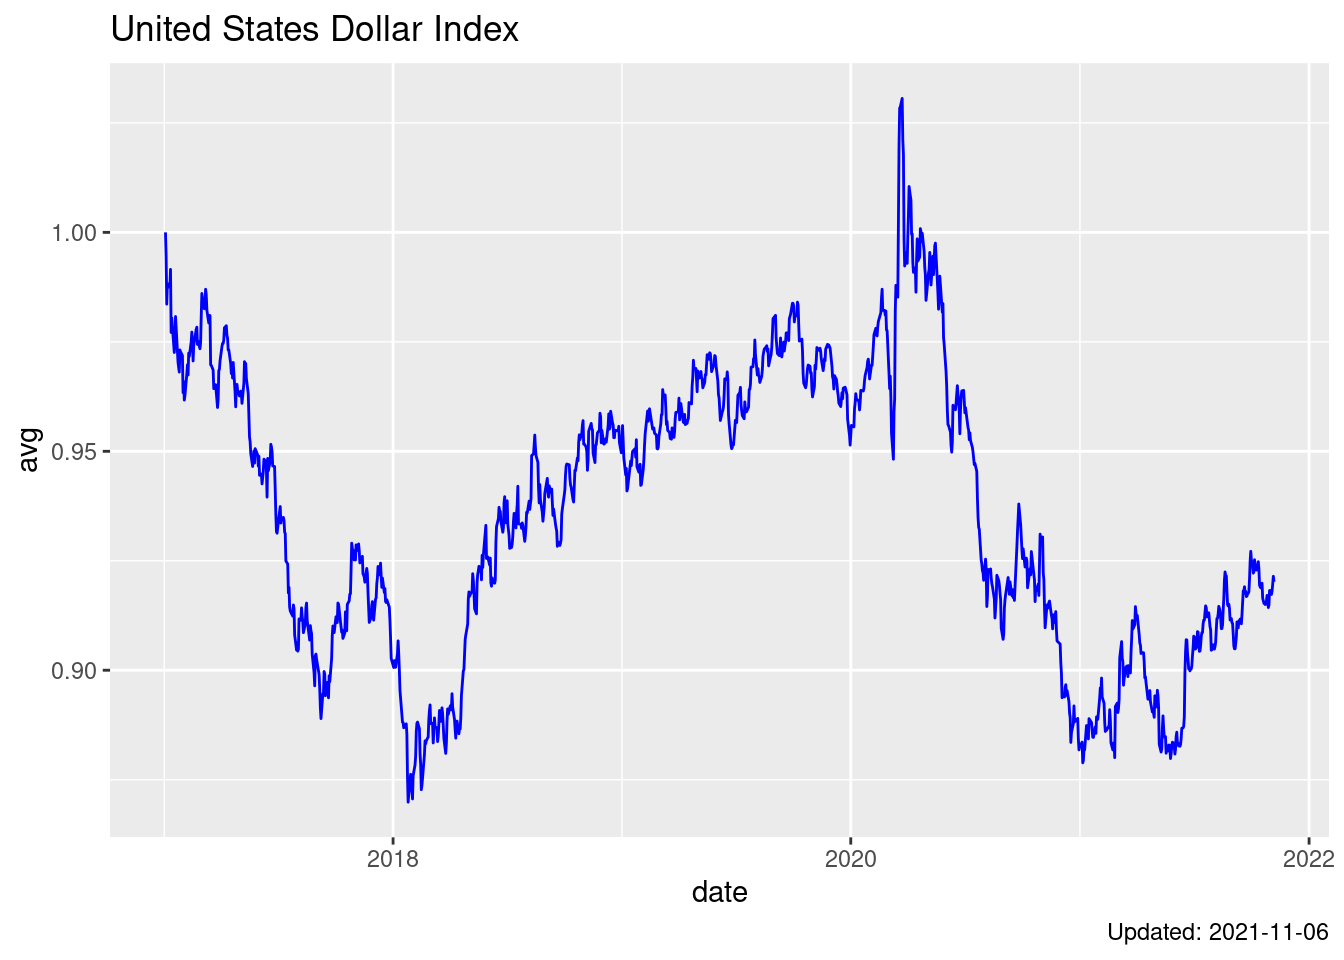 United States Dollar Index
avg
1.00
0.95
0.90
2018 2020 2022
date
Updated: 2021-11-06